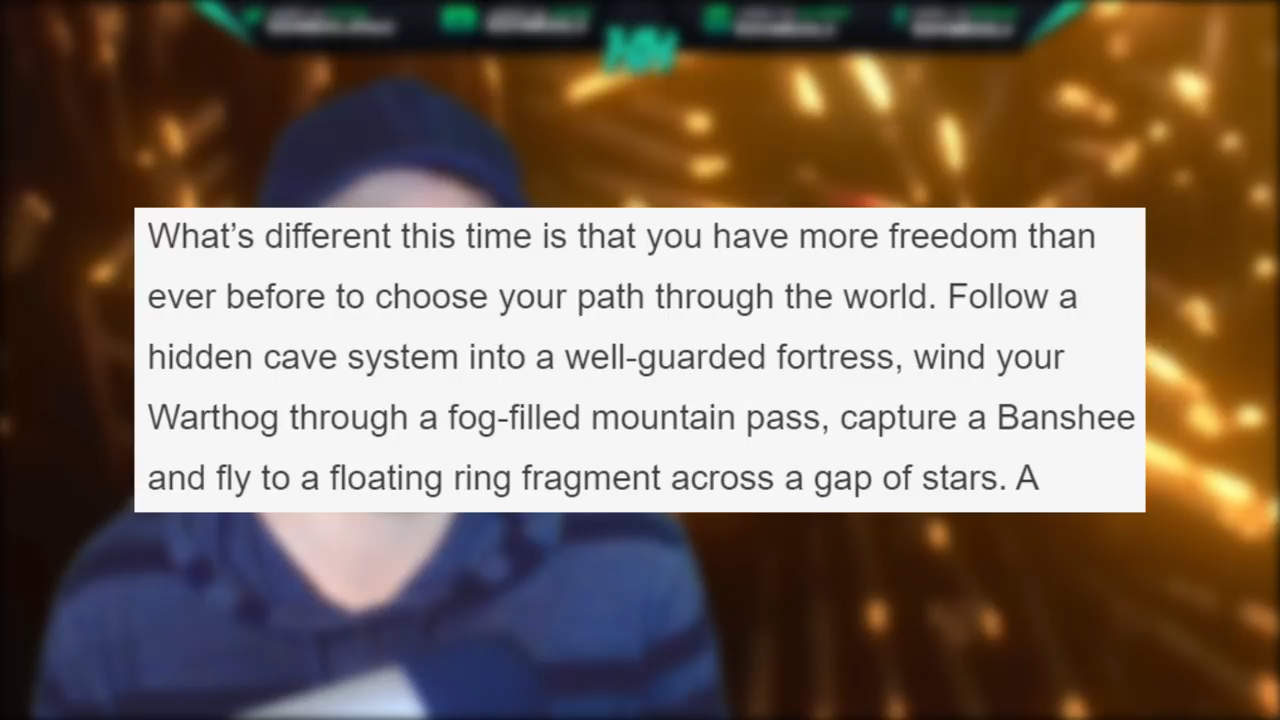 What’s different this time is that you have more freedom than
ever before to choose your path through the world. Follow a
hidden cave system into a well-guarded fortress, wind your
Warthog through a fog-filled mountain pass, capture a Banshee
and fly to a floating ring fragment across a gap of stars. A